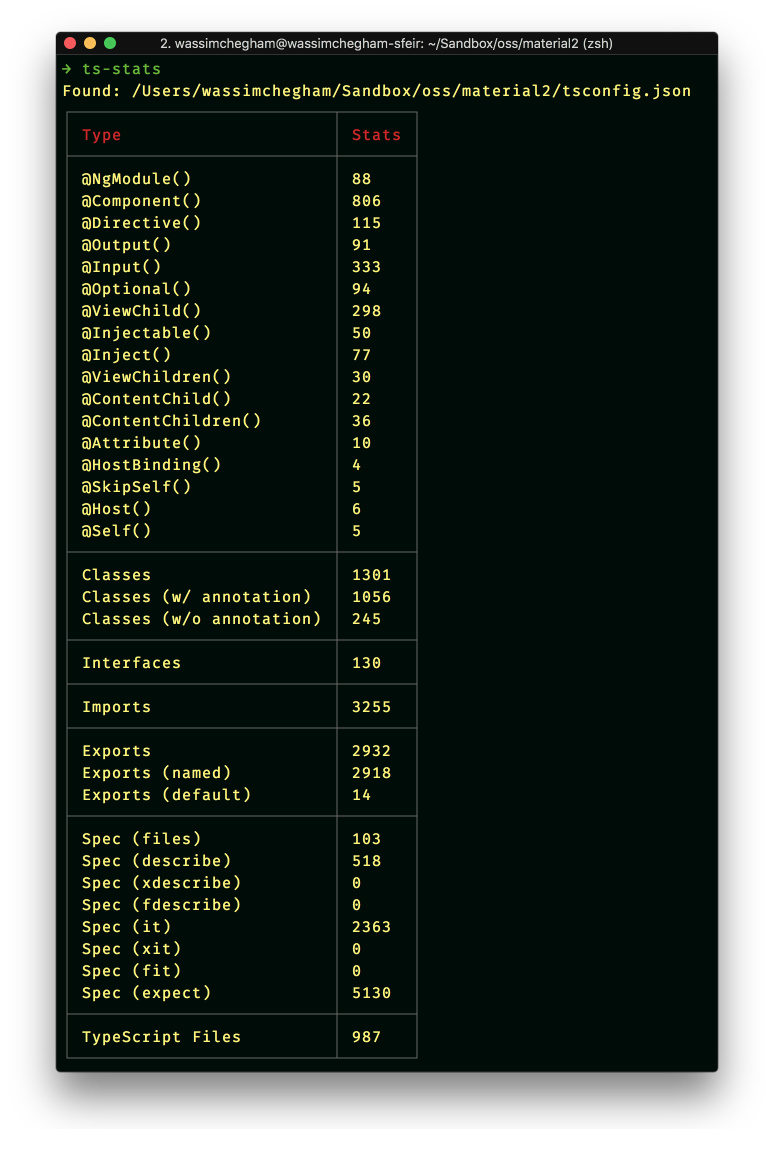 2. wassimchegham@wassimchegham-sfeir: ~/Sandbox/oss/material2 (zsh)
→ ts-stats
Found: /Users/wassimchegham/Sandbox/oss/material2/tsconfig.json
Type Stats
@NgModule() 88
@Component() 806
@Directive() 115
@Output() 91
@Input() 333
@Optional() 94
@ViewChild() 298
@Injectable() 50
@Inject() 77
@ViewChildren() 30
@ContentChild() 22
@ContentChildren() 36
@Attribute() 10
@HostBinding() 4
@SkipSelf() 5
@Host() 6
@Self() 5
Classes 1301
Classes (w/ annotation) 1056
Classes (w/o annotation) 245
Interfaces 130
Imports 3255
Exports 2932
Exports (named) 2918
Exports (default) 14
Spec (files) 103
Spec (describe) 518
Spec (xdescribe) 0
Spec (fdescribe) 0
Spec (it) 2363
Spec (xit) 0
Spec (fit) 0
Spec (expect) 5130
TypeScript Files 987